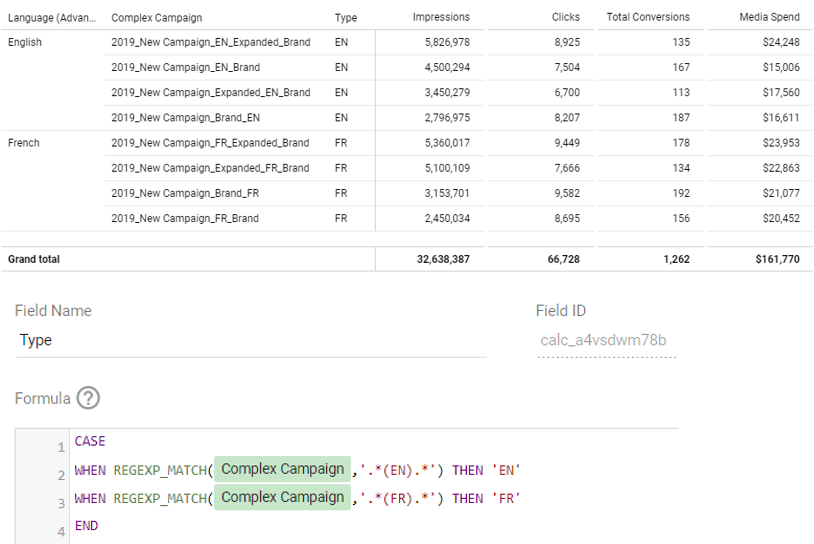 Language (Advan... Complex Campaign Type Impressions Clicks Total Conversions Media Spend
English 2019_New Campaign_EN_Expanded_Brand EN 5,826,978 8,925 135 $24,248
2019_New Campaign_EN_Brand EN 4,500,294 7,504 167 $15,006
2019_New Campaign_Expanded_EN_Brand EN 3,450,279 6,700 113 $17,560
2019_New Campaign_Brand_EN EN 2,796,975 8,207 187 $16,611
French 2019_New Campaign_FR_Expanded_Brand FR 5,360,017 9,449 178 $23,953
2019_New Campaign_Expanded_FR_Brand FR 5,100,109 7,666 134 $22,863
2019_New Campaign_Brand_FR FR 3,153,701 9,582 192 $21,077
2019_New Campaign_FR_Brand FR 2,450,034 8,695 156 $20,452
Grand total 32,638,387 66,728 1,262 $161,770
Field Name Field ID
Type calc_a4vsdwm78b
Formula ?
1 CASE
2 WHEN REGEXP_MATCH( Complex Campaign ,'.*(EN).*') THEN 'EN'
3 WHEN REGEXP_MATCH( Complex Campaign ,'.*(FR).*') THEN 'FR'
4 END